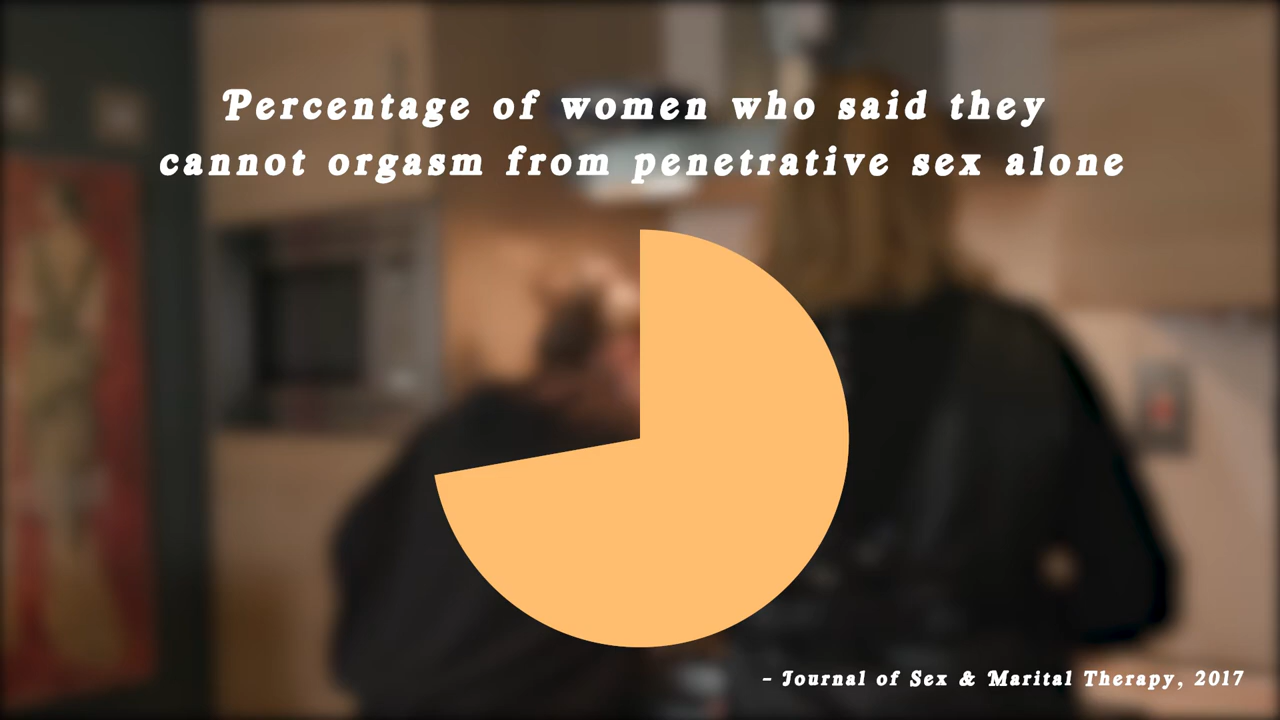 Percentage of women who said they
cannot orgasm from penetrative sex alone
- Journal of Sex & Marital Therapy, 2017